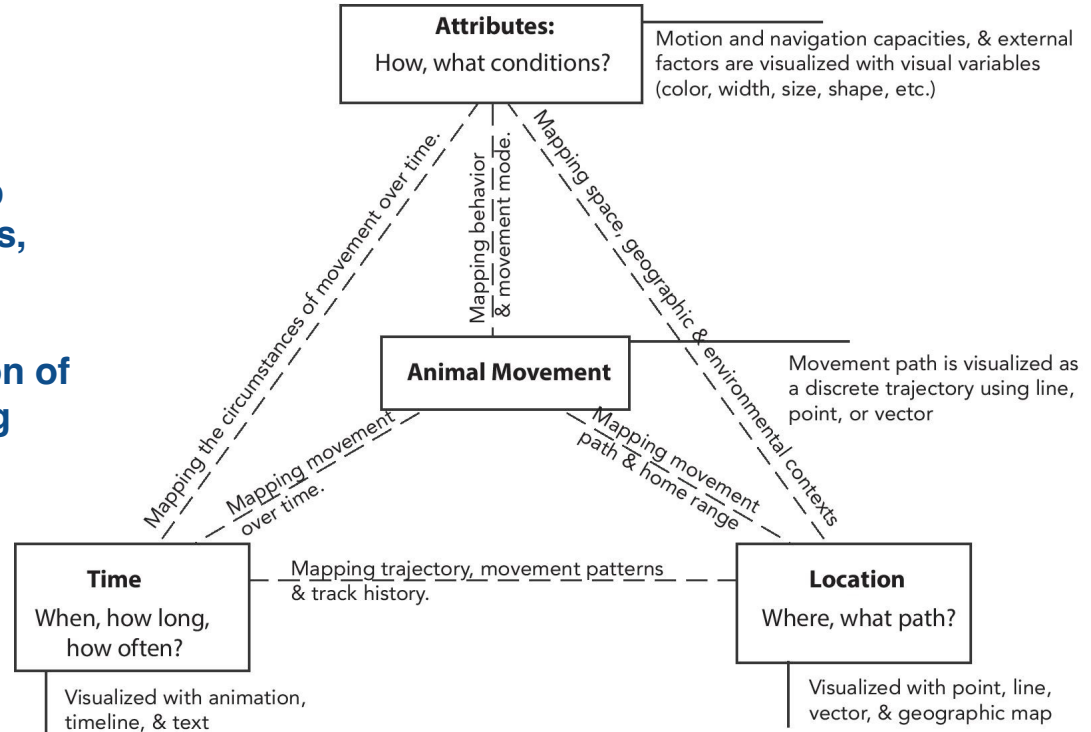 Attributes:
How, what conditions?
Motion and navigation capacities, & external
factors are visualized with visual variables
(color, width, size, shape, etc.)
Mapping the circumstances of movement over time.
Mapping behavior
& movement mode.
Mapping space, geographic & environmental contexts
s,
on of
g
Animal Movement
Movement path is visualized as
a discrete trajectory using line,
point, or vector
Mapping movement
over time.
Mapping movement
path & home range
Time
When, how long,
how often?
Mapping trajectory, movement patterns
& track history.
Location
Where, what path?
Visualized with animation,
timeline, & text
Visualized with point, line,
vector, & geographic map